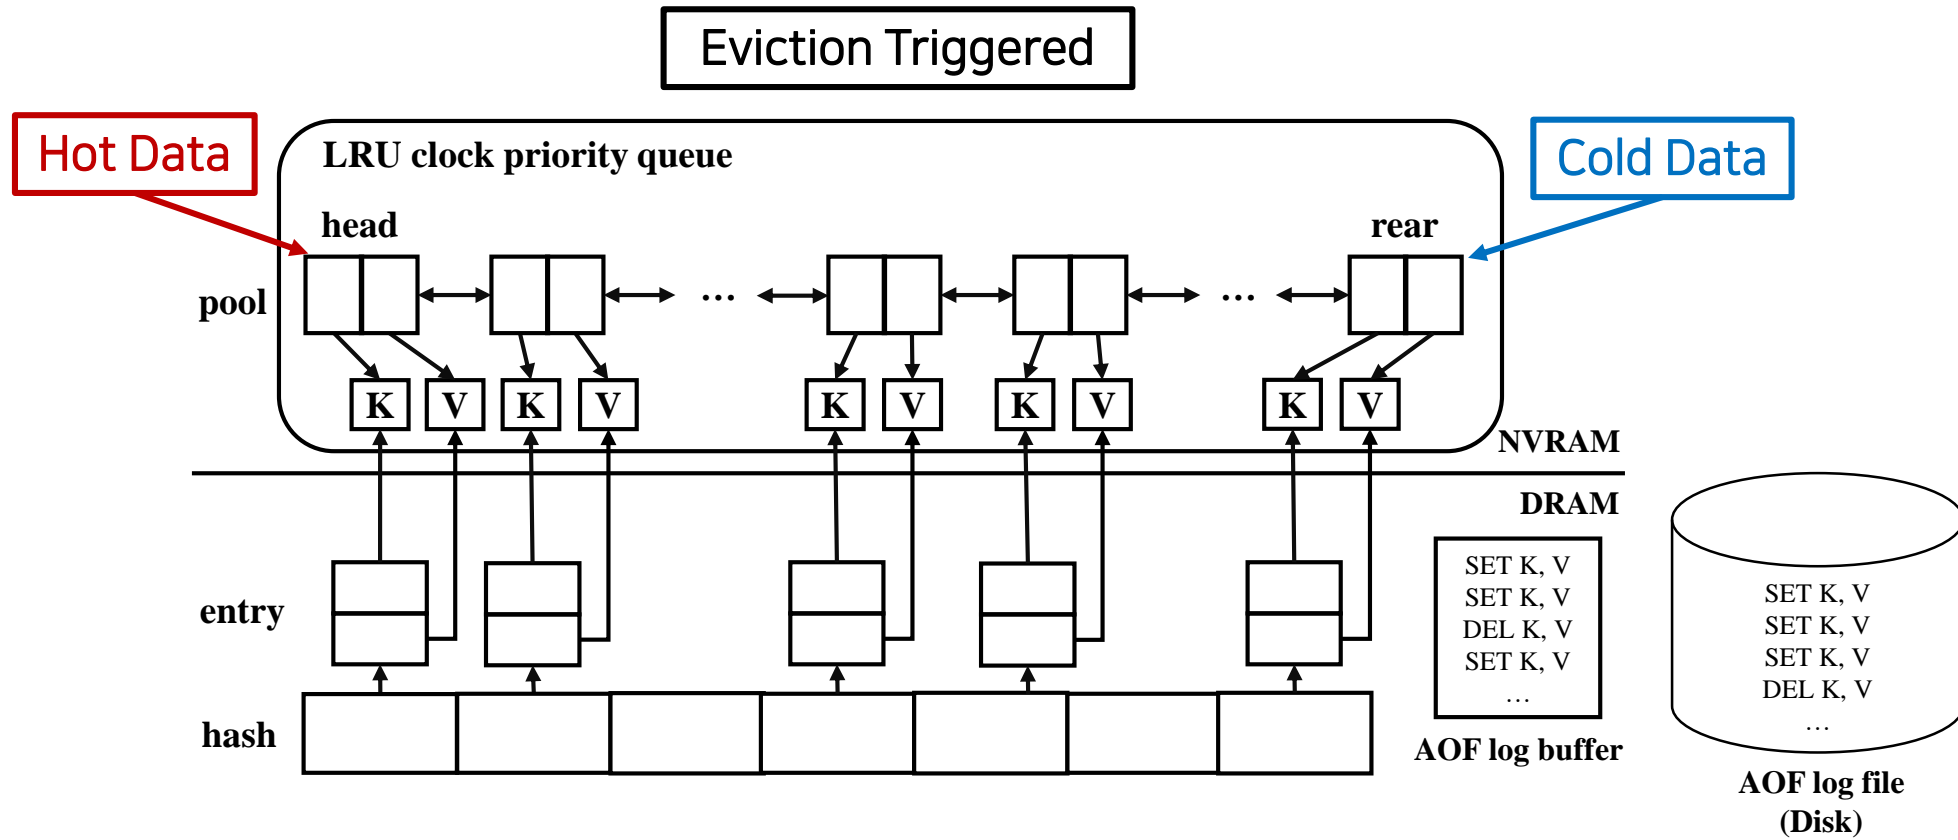 Eviction Triggered
Hot Data
LRU clock priority queue
Cold Data
head
rear
pool
… …
K V K V K V K V K V
NVRAM
DRAM
entry
SET K, V
SET K, V
DEL K, V
SET K, V
…
SET K, V
SET K, V
SET K, V
DEL K, V
…
hash
AOF log buffer
AOF log file
(Disk)